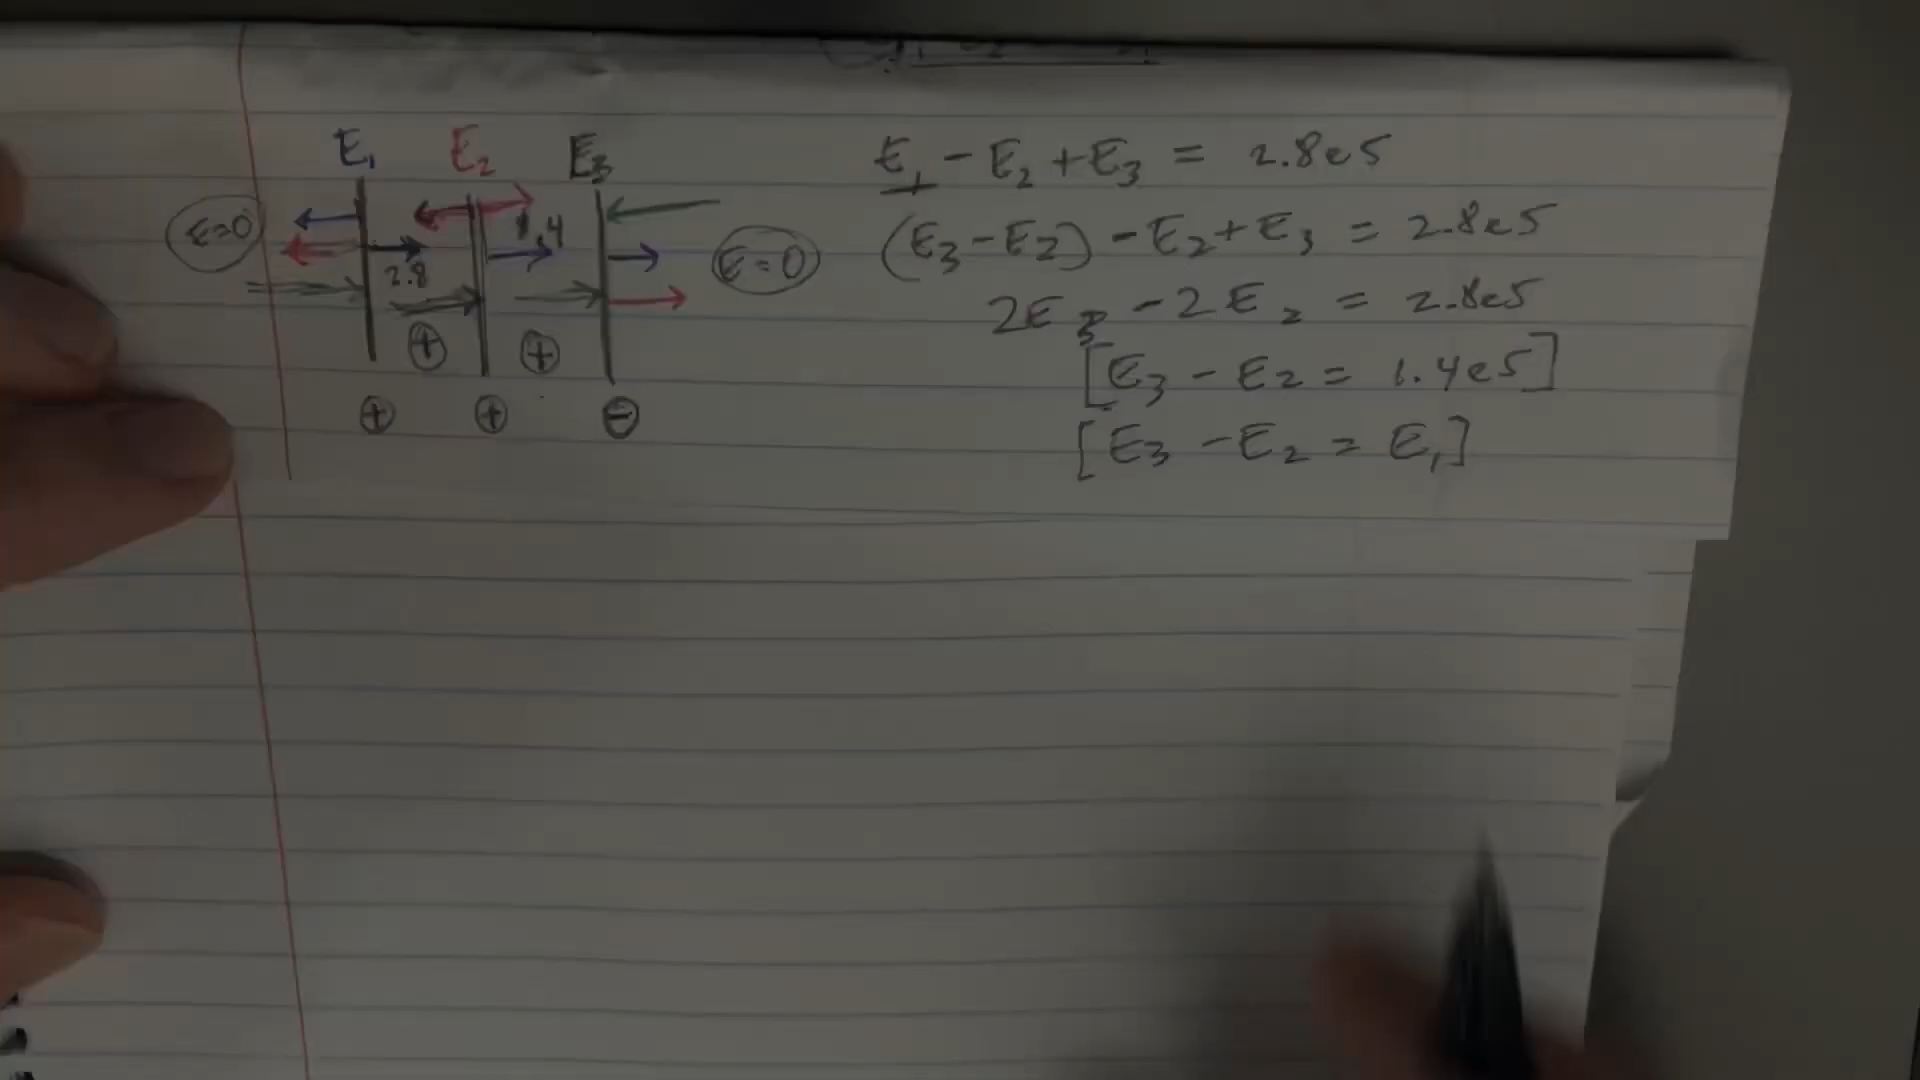 E₁ E₂ E₃
E=0 1.4 E=0
2.8
+ +
+ + −
E₁ − E₂ + E₃ = 2.8e5
(E₃ − E₂) − E₂ + E₃ = 2.8e5
2E₃ − 2E₂ = 2.8e5
[E₃ − E₂ = 1.4e5]
[E₃ − E₂ = E₁]